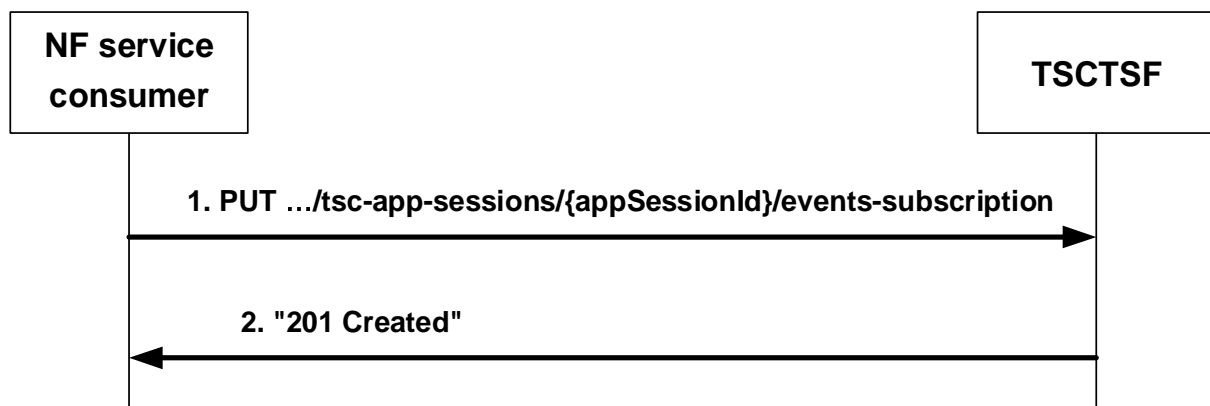 NF service
consumer
TSCTSF
1. PUT …/tsc-app-sessions/{appSessionId}/events-subscription
2. "201 Created"